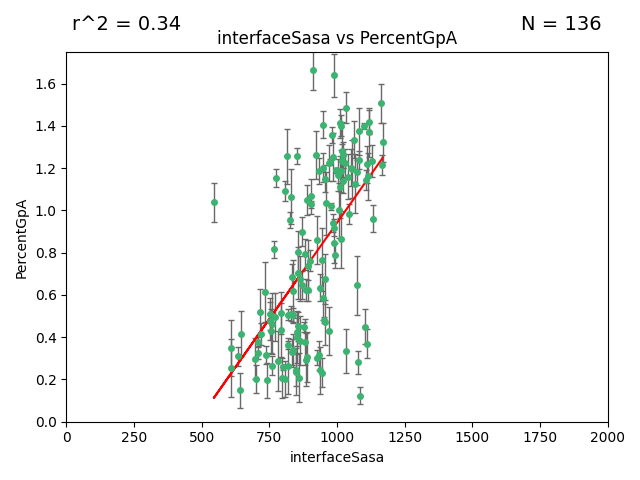 r^2 = 0.34
N = 136
interfaceSasa vs PercentGpA
PercentGpA
1.6
1.4
1.2
1.0
0.8
0.6
0.4
0.2
0.0
0 250 500 750 1000 1250 1500 1750 2000
interfaceSasa